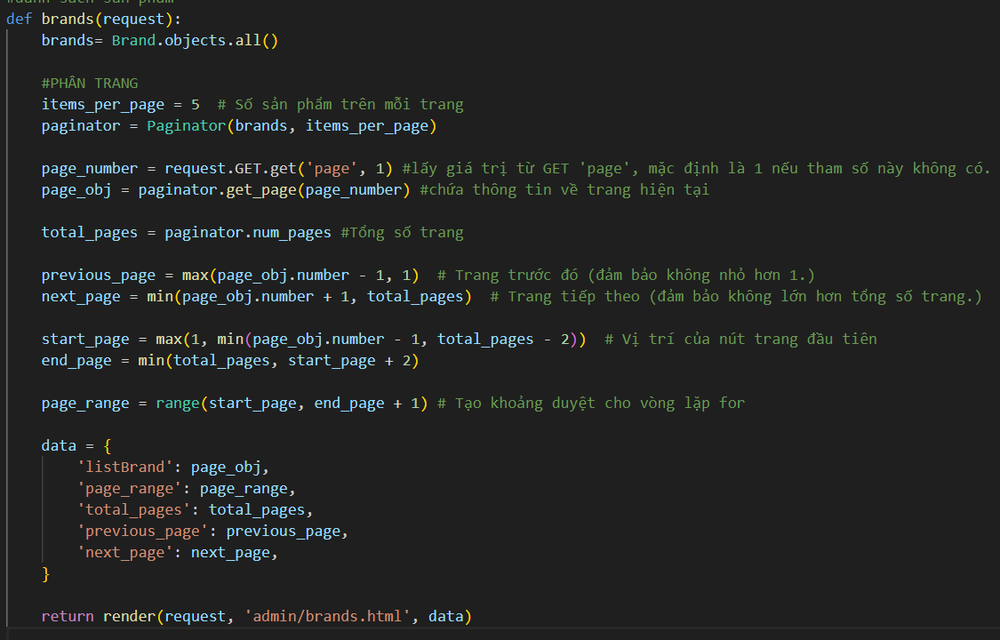 def brands(request):
    brands= Brand.objects.all()
    #PHÂN TRANG
    items_per_page = 5  # Số sản phẩm trên mỗi trang
    paginator = Paginator(brands, items_per_page)
    page_number = request.GET.get('page', 1) #lấy giá trị từ GET 'page', mặc định là 1 nếu tham số này không có.
    page_obj = paginator.get_page(page_number) #chứa thông tin về trang hiện tại
    total_pages = paginator.num_pages #Tổng số trang
    previous_page = max(page_obj.number - 1, 1)  # Trang trước đó (đảm bảo không nhỏ hơn 1.)
    next_page = min(page_obj.number + 1, total_pages)  # Trang tiếp theo (đảm bảo không lớn hơn tổng số trang.)
    start_page = max(1, min(page_obj.number - 1, total_pages - 2))  # Vị trí của nút trang đầu tiên
    end_page = min(total_pages, start_page + 2)
    page_range = range(start_page, end_page + 1) # Tạo khoảng duyệt cho vòng lặp for
    data = {
        'listBrand': page_obj,
        'page_range': page_range,
        'total_pages': total_pages,
        'previous_page': previous_page,
        'next_page': next_page,
    }
    return render(request, 'admin/brands.html', data)